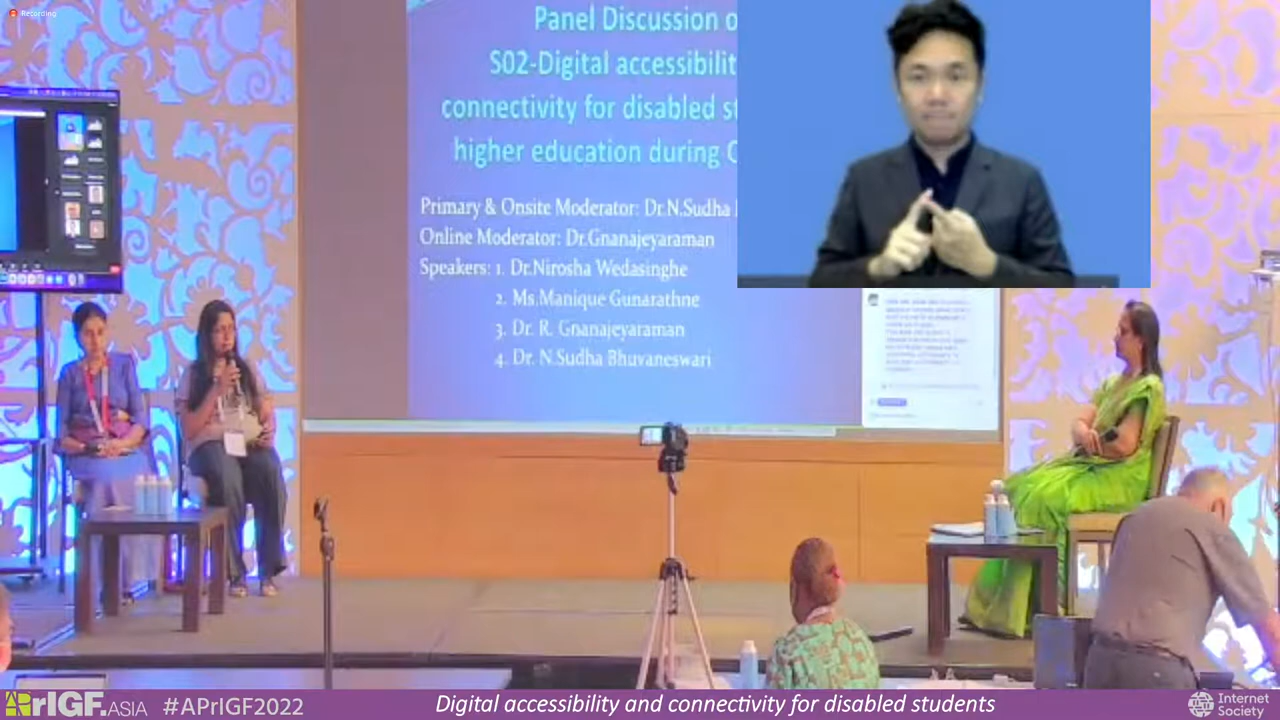 Recording
Panel Discussion o
S02-Digital accessibilit
connectivity for disabled st
higher education during
Primary & Onsite Moderator: Dr.N.Sudha
Online Moderator: Dr.Gnanajeyaraman
Speakers: 1. Dr.Nirosha Wedasinghe
2. Ms.Manique Gunarathne
3. Dr. R. Gnanajeyaraman
4. Dr. N.Sudha Bhuvaneswari
APrIGF.ASIA #APrIGF2022
Digital accessibility and connectivity for disabled students
Internet
Society